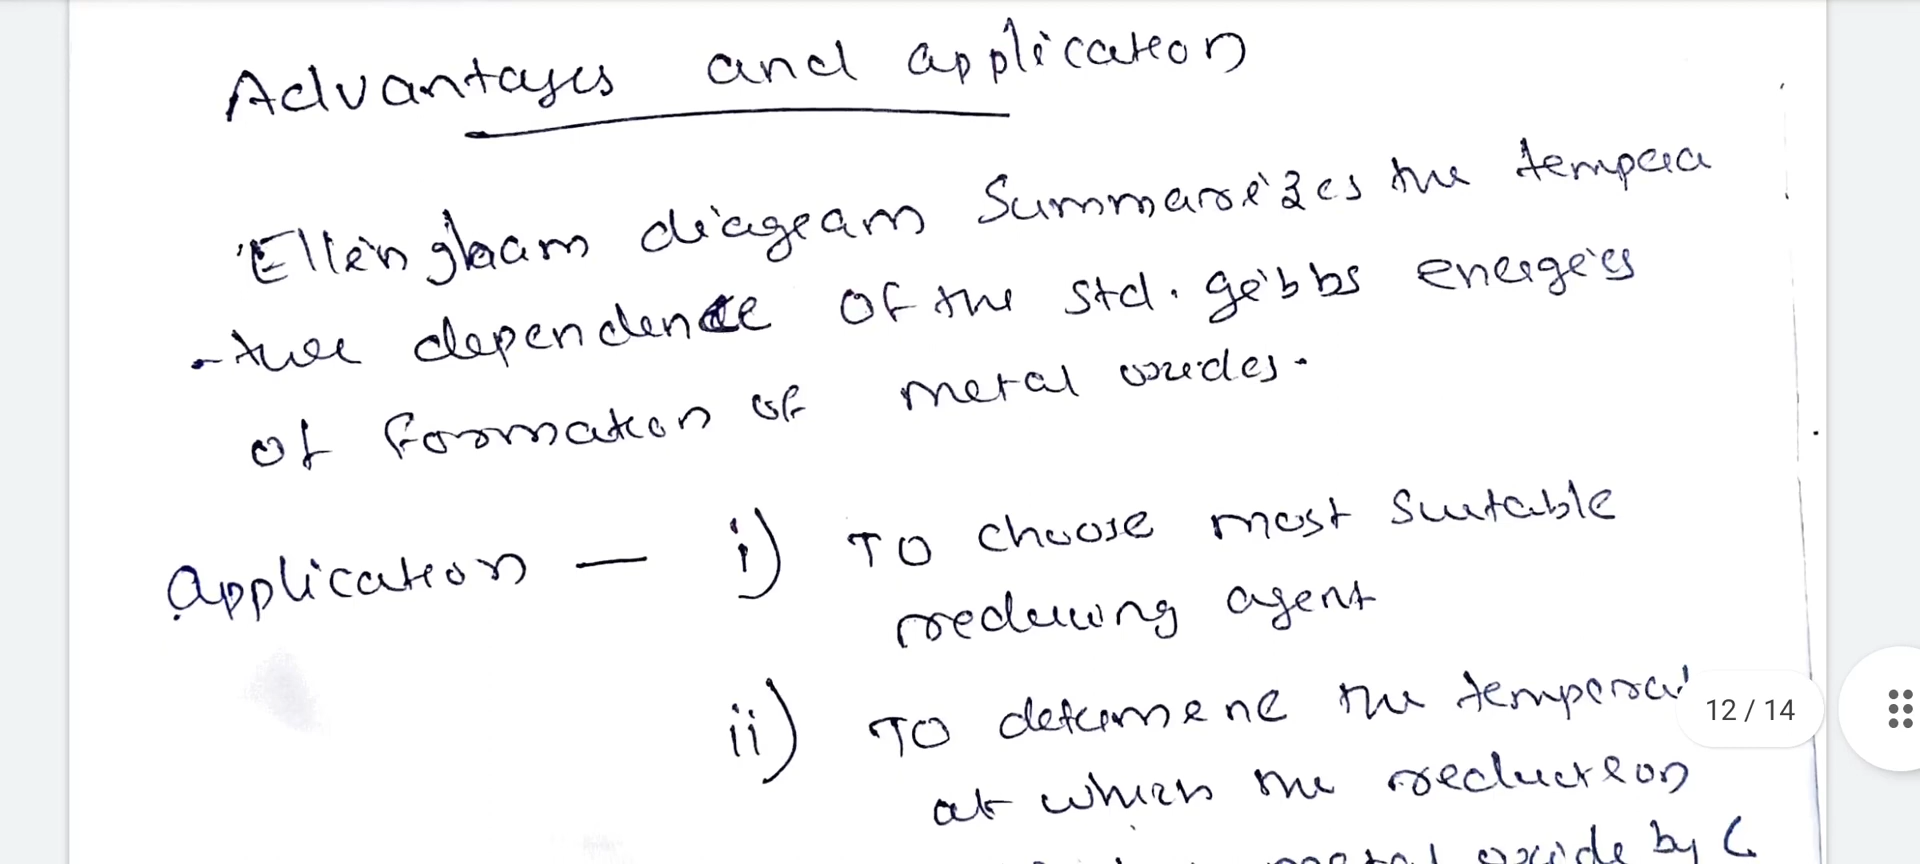 Advantages and application
Ellingham diagram summarizes the tempera
-ture dependence of the std. gibbs energies
of formation of metal oxides.
Application — i) To choose most suitable
reducing agent
ii) To determine the temperat
12 / 14
at which the reduction
metal oxide by C